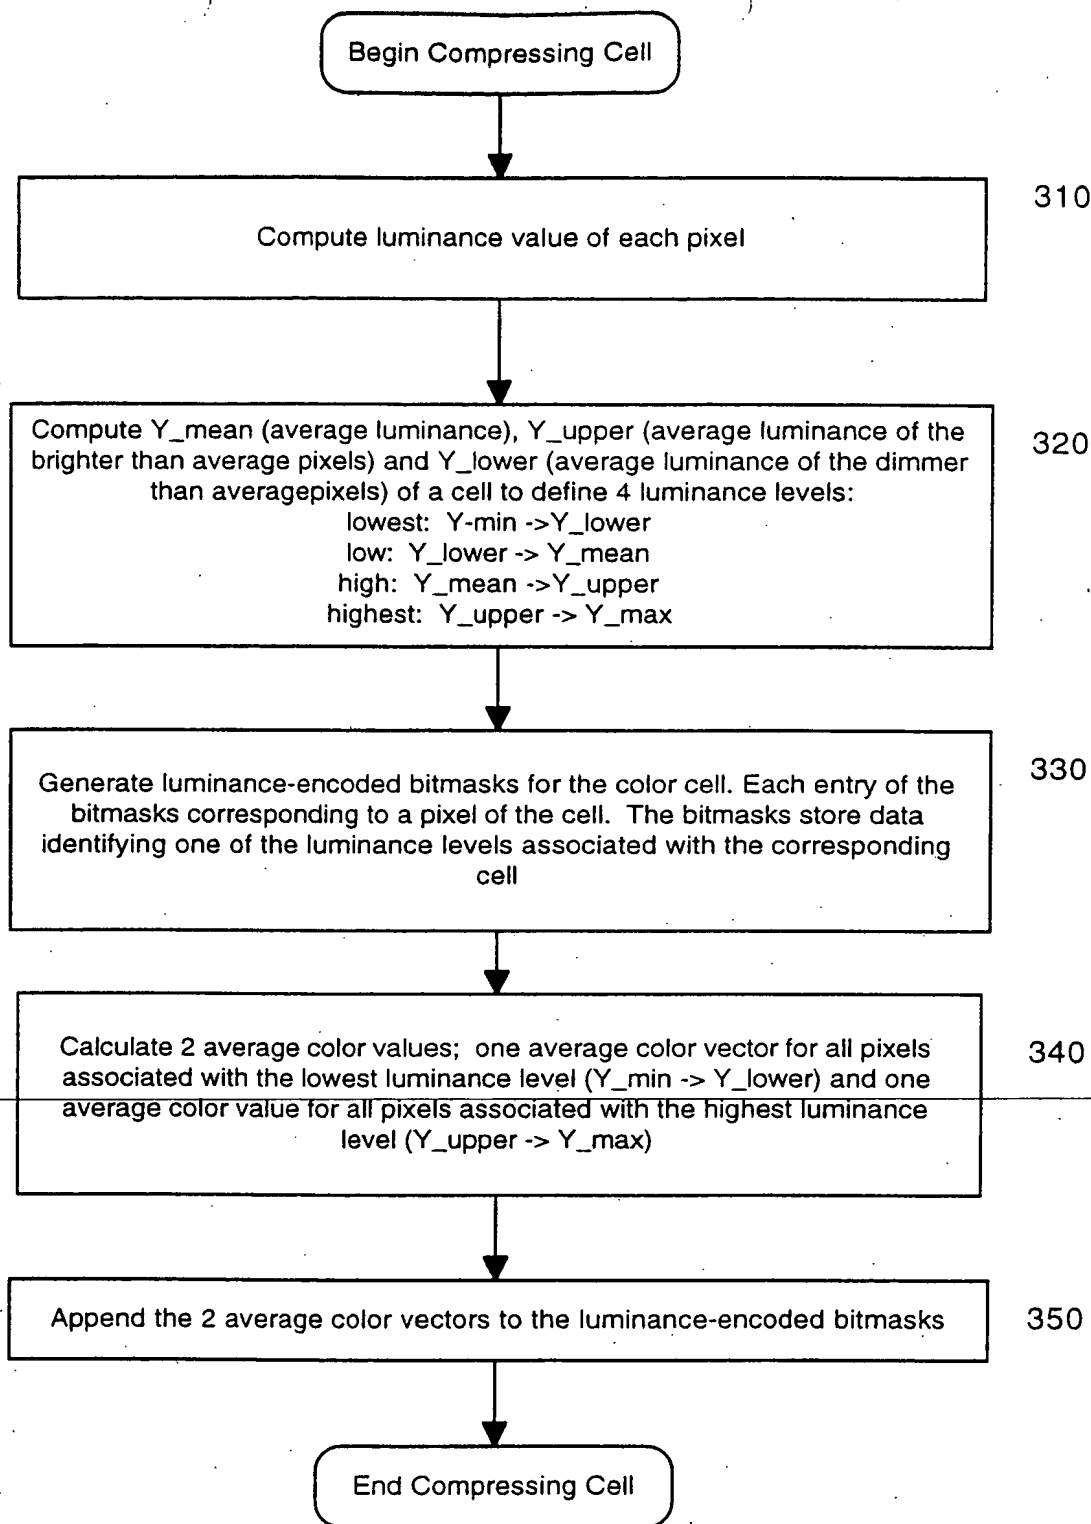 Begin Compressing Cell
310
Compute luminance value of each pixel
320
Compute Y_mean (average luminance), Y_upper (average luminance of the
brighter than average pixels) and Y_lower (average luminance of the dimmer
than averagepixels) of a cell to define 4 luminance levels:
lowest: Y-min ->Y_lower
low: Y_lower -> Y_mean
high: Y_mean ->Y_upper
highest: Y_upper -> Y_max
330
Generate luminance-encoded bitmasks for the color cell. Each entry of the
bitmasks corresponding to a pixel of the cell. The bitmasks store data
identifying one of the luminance levels associated with the corresponding
cell
340
Calculate 2 average color values; one average color vector for all pixels
associated with the lowest luminance level (Y_min -> Y_lower) and one
average color value for all pixels associated with the highest luminance
level (Y_upper -> Y_max)
350
Append the 2 average color vectors to the luminance-encoded bitmasks
End Compressing Cell